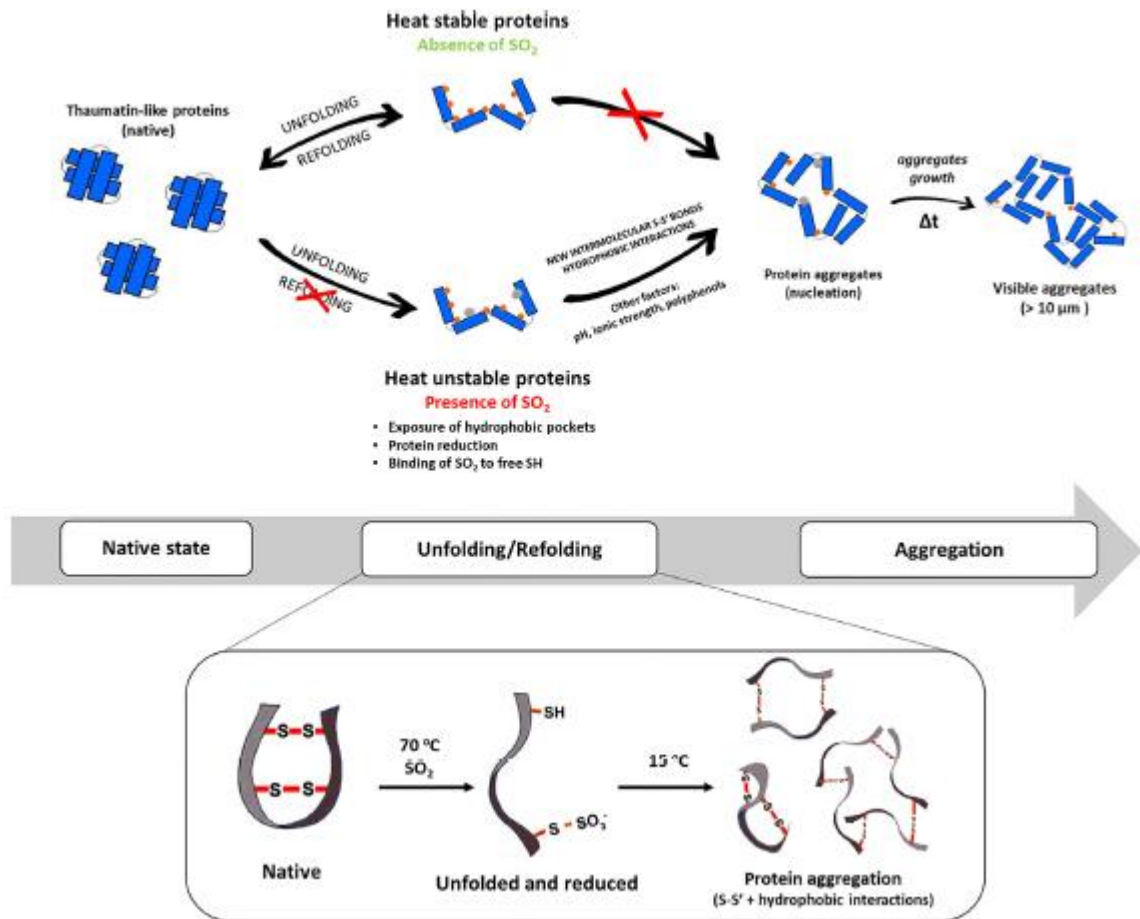 Heat stable proteins
Absence of SO₂
Thaumatin-like proteins
(native)
UNFOLDING
REFOLDING
aggregates
growth
Δt
NEW INTERMOLECULAR S-S' BONDS
HYDROPHOBIC INTERACTIONS
UNFOLDING
REFOLDING
Other factors:
pH, ionic strength, polyphenols
Protein aggregates
(nucleation)
Visible aggregates
(> 10 μm )
Heat unstable proteins
Presence of SO₂
• Exposure of hydrophobic pockets
• Protein reduction
• Binding of SO₂ to free SH
Native state
Unfolding/Refolding
Aggregation
S S
S S
Native
70 °C
SO₂
SH
S SO₃⁻
Unfolded and reduced
15 °C
Protein aggregation
(S-S' + hydrophobic interactions)